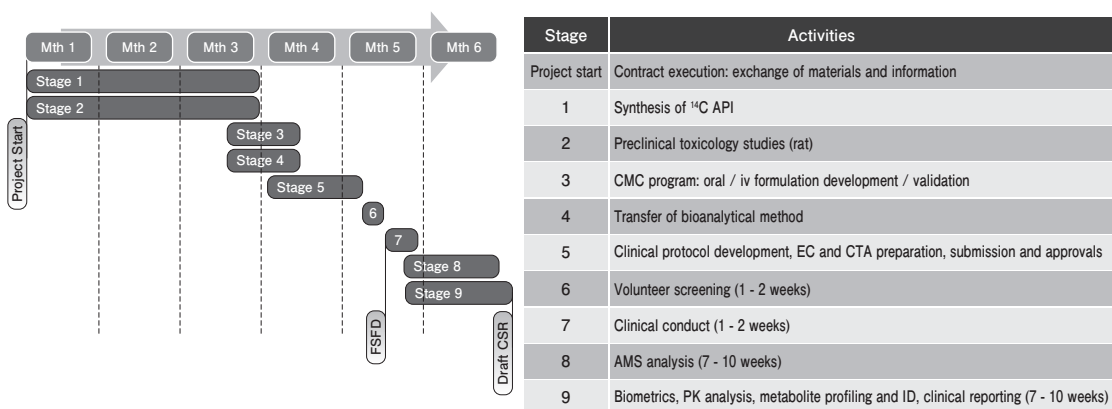 Mth 1 Mth 2 Mth 3 Mth 4 Mth 5 Mth 6
Stage 1
Stage 2
Stage 3
Stage 4
Stage 5
6
7
Stage 8
Stage 9
Project Start
FSFD
Draft CSR
Stage Activities
Project start Contract execution: exchange of materials and information
1 Synthesis of ¹⁴C API
2 Preclinical toxicology studies (rat)
3 CMC program: oral / iv formulation development / validation
4 Transfer of bioanalytical method
5 Clinical protocol development, EC and CTA preparation, submission and approvals
6 Volunteer screening (1 - 2 weeks)
7 Clinical conduct (1 - 2 weeks)
8 AMS analysis (7 - 10 weeks)
9 Biometrics, PK analysis, metabolite profiling and ID, clinical reporting (7 - 10 weeks)